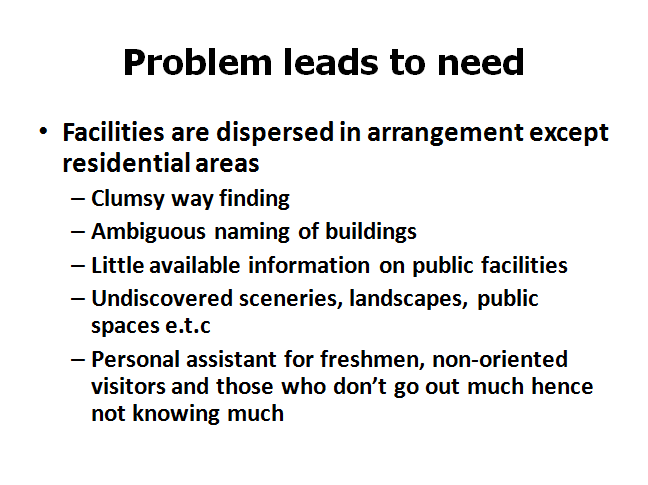 Problem leads to need
• Facilities are dispersed in arrangement except
residential areas
– Clumsy way finding
– Ambiguous naming of buildings
– Little available information on public facilities
– Undiscovered sceneries, landscapes, public
spaces e.t.c
– Personal assistant for freshmen, non-oriented
visitors and those who don’t go out much hence
not knowing much